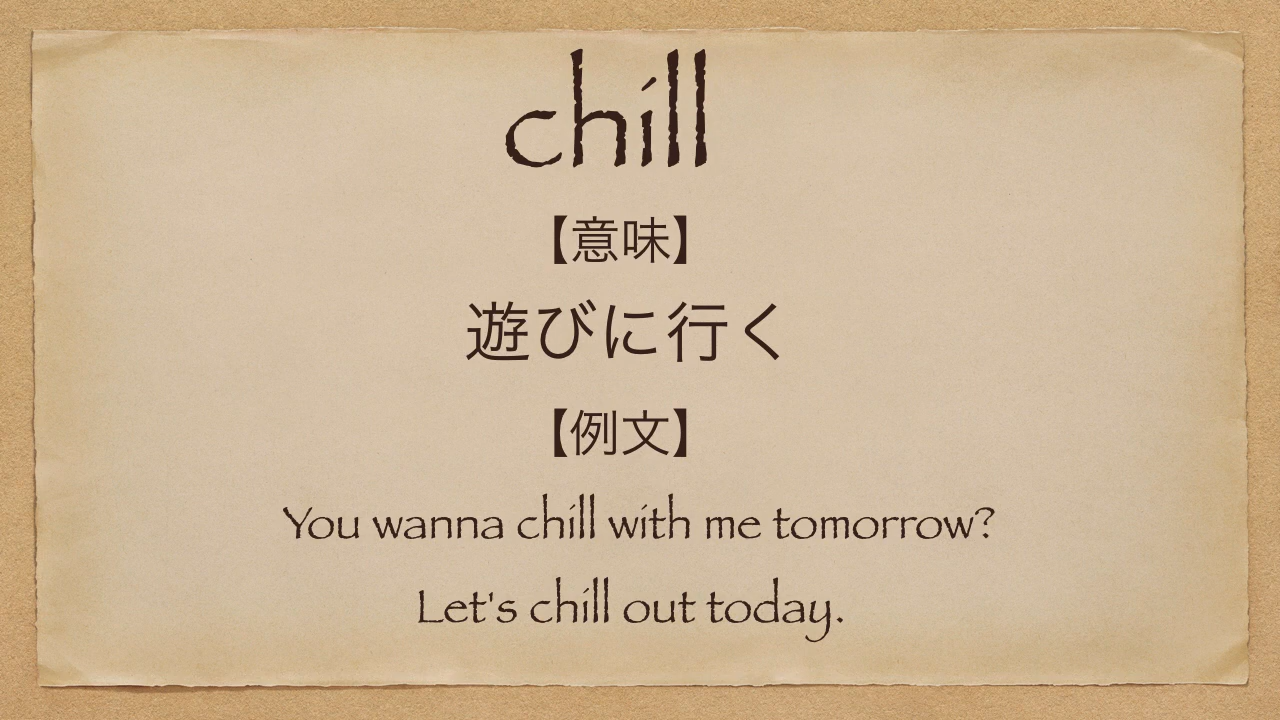 chill
【意味】
遊びに行く
【例文】
You wanna chill with me tomorrow?
Let's chill out today.